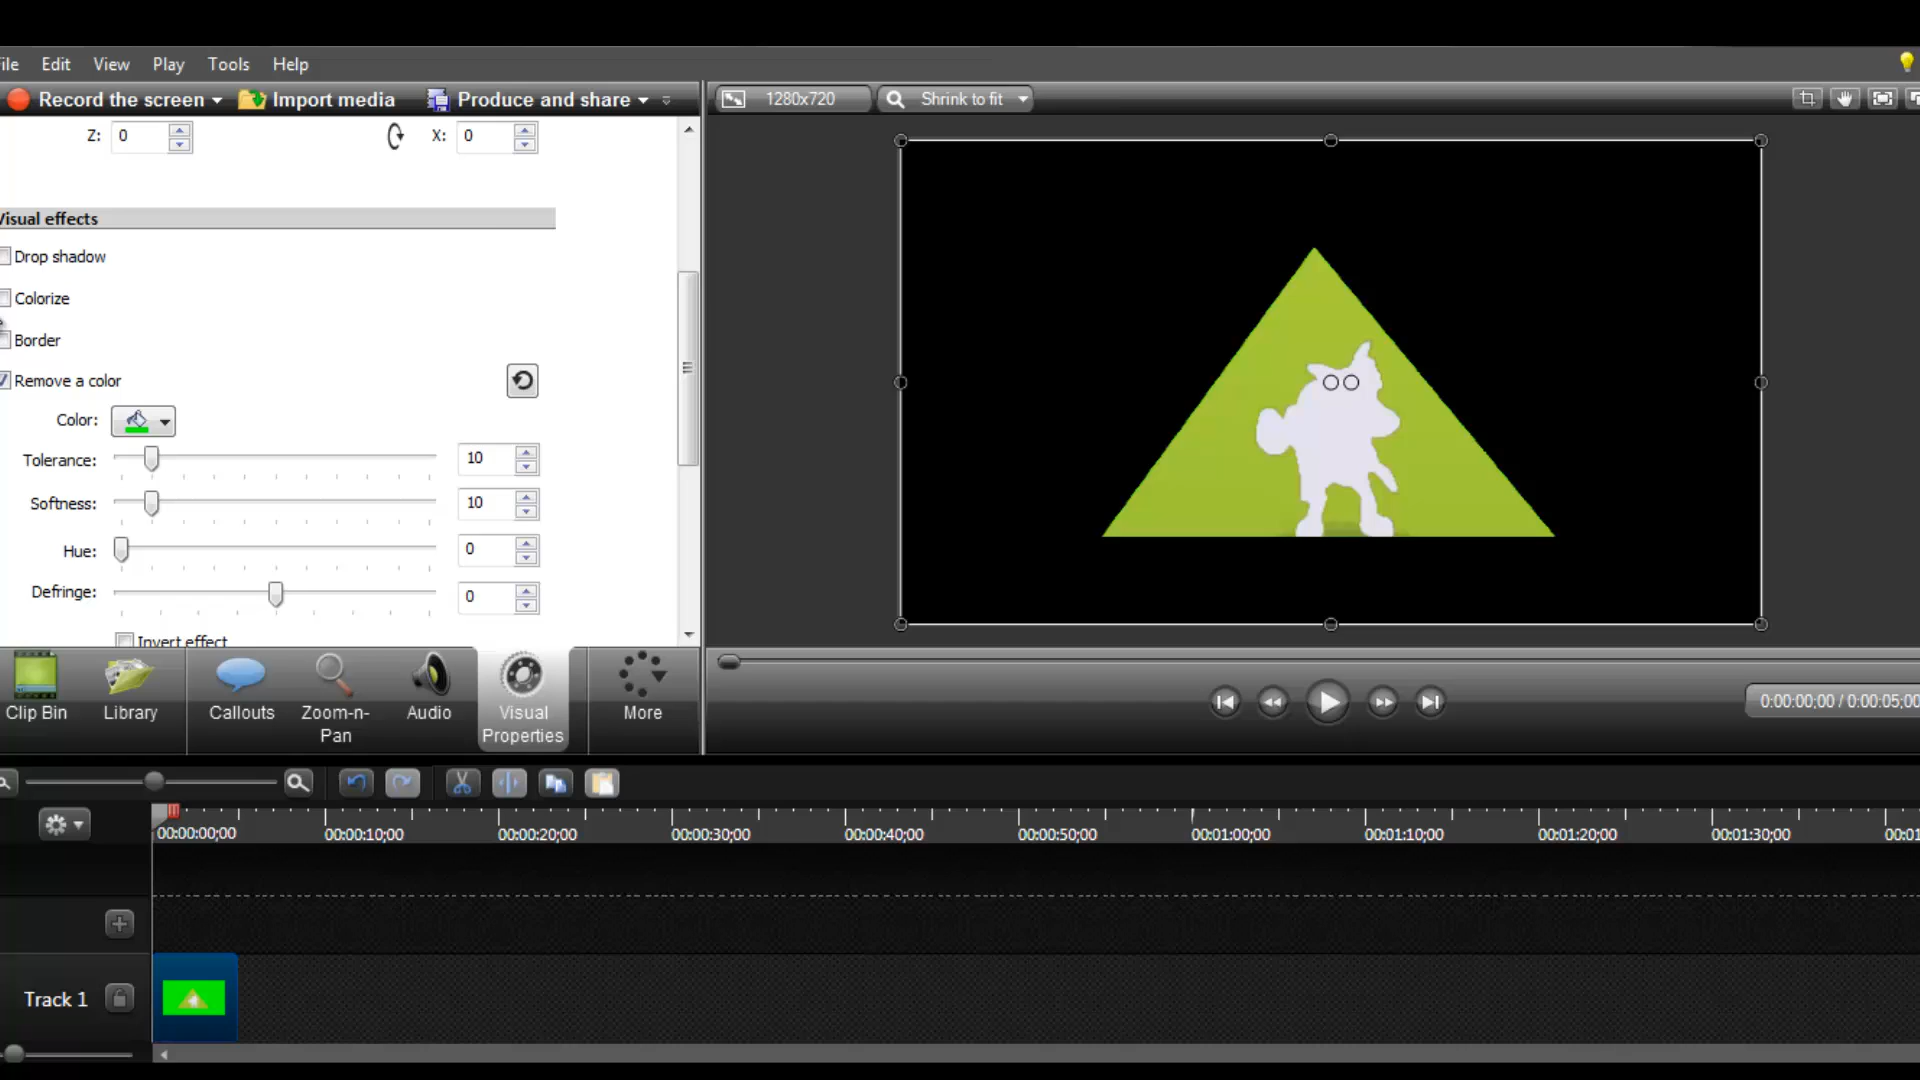 ile Edit View Play Tools Help
Record the screen Import media Produce and share
1280x720 Shrink to fit
Z: 0 X: 0
Visual effects
Drop shadow
Colorize
Border
Remove a color
Color:
Tolerance: 10
Softness: 10
Hue: 0
Defringe: 0
Invert effect
Clip Bin Library Callouts Zoom-n-Pan Audio Visual Properties More
0:00:00;00 / 0:00:05;00
00:00:00;00 00:00:10;00 00:00:20;00 00:00:30;00 00:00:40;00 00:00:50;00 00:01:00;00 00:01:10;00 00:01:20;00 00:01:30;00 00:01
Track 1